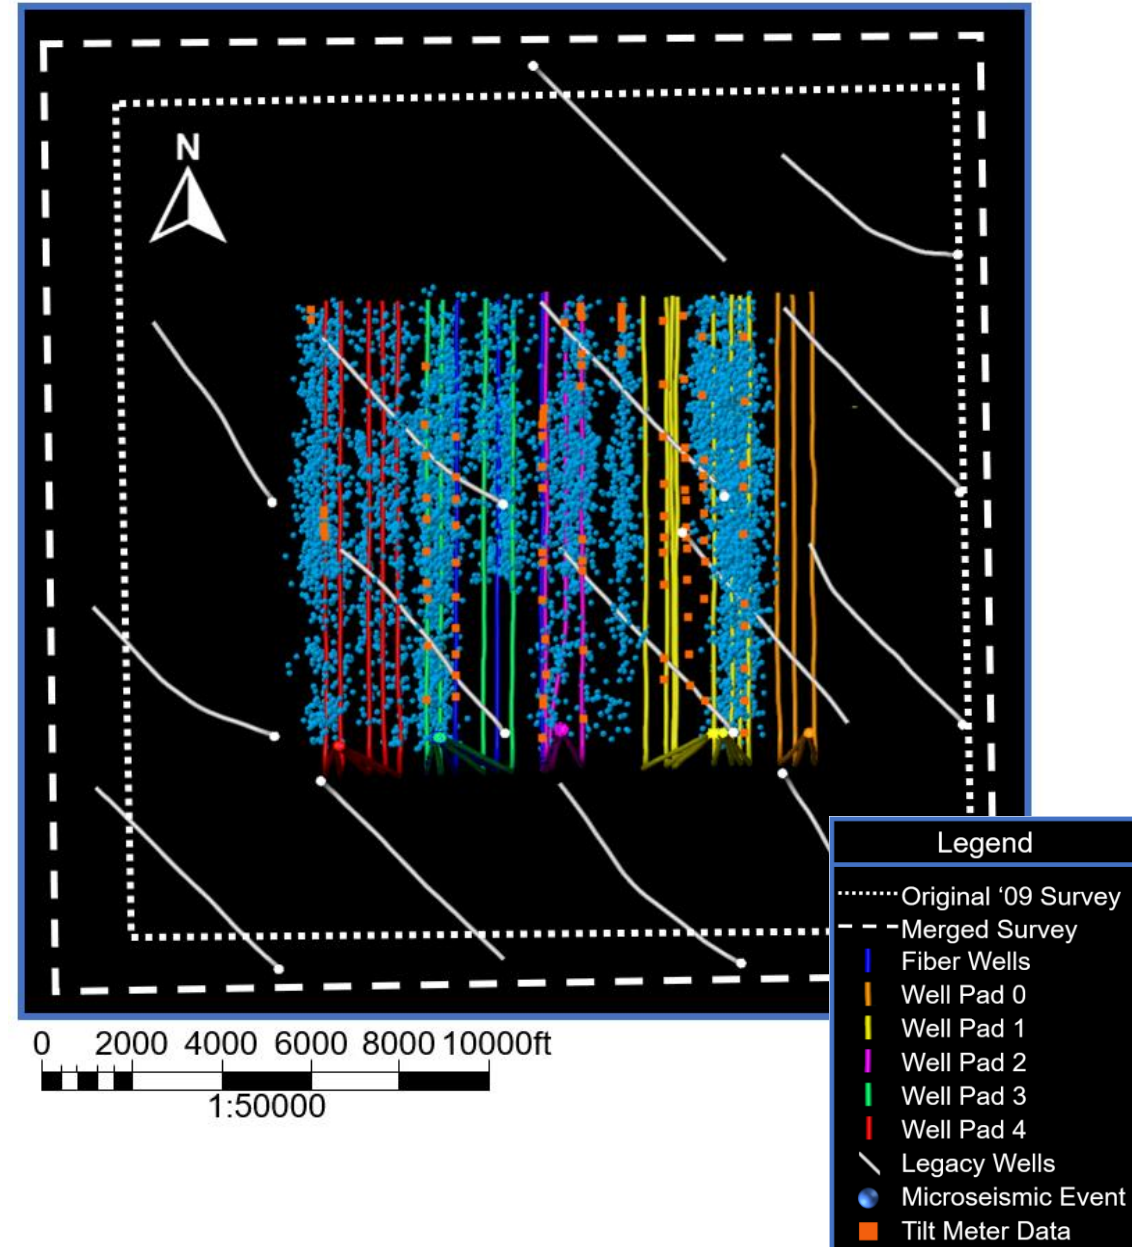 N
Legend
Original ‘09 Survey
Merged Survey
Fiber Wells
Well Pad 0
Well Pad 1
Well Pad 2
Well Pad 3
Well Pad 4
Legacy Wells
Microseismic Event
Tilt Meter Data
0 2000 4000 6000 8000 10000ft
1:50000